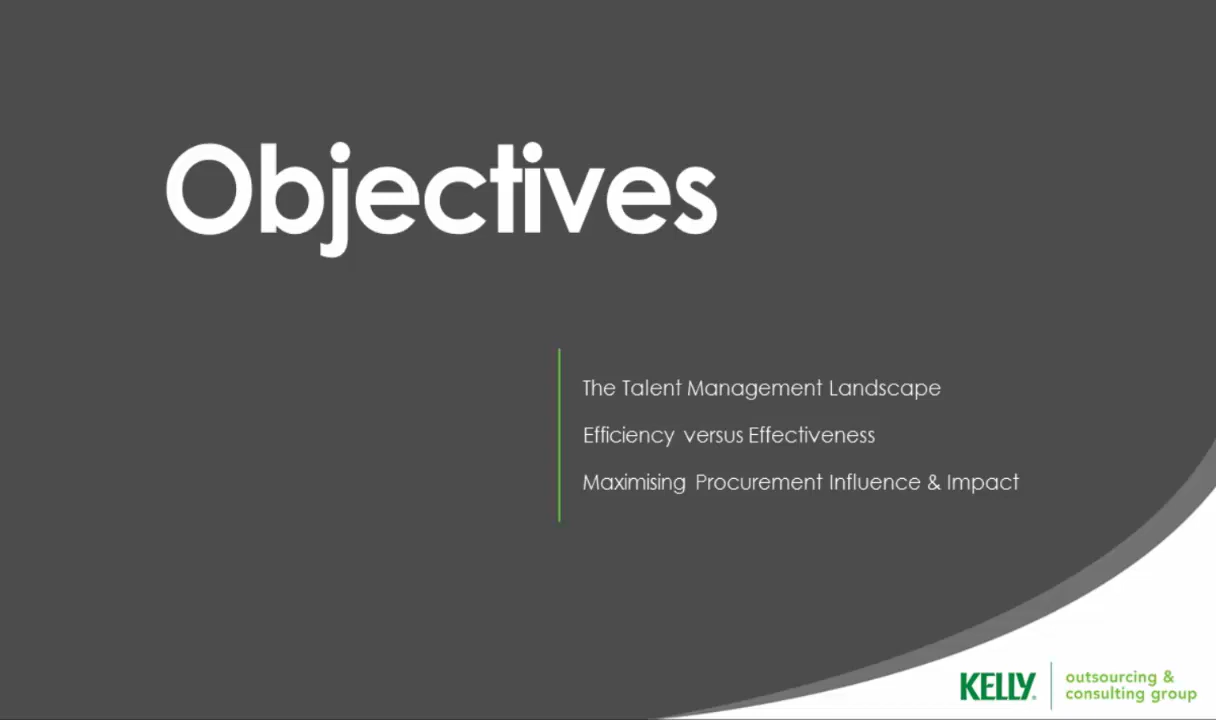 Objectives
The Talent Management Landscape
Efficiency versus Effectiveness
Maximising Procurement Influence & Impact
KELLY
outsourcing &
consulting group